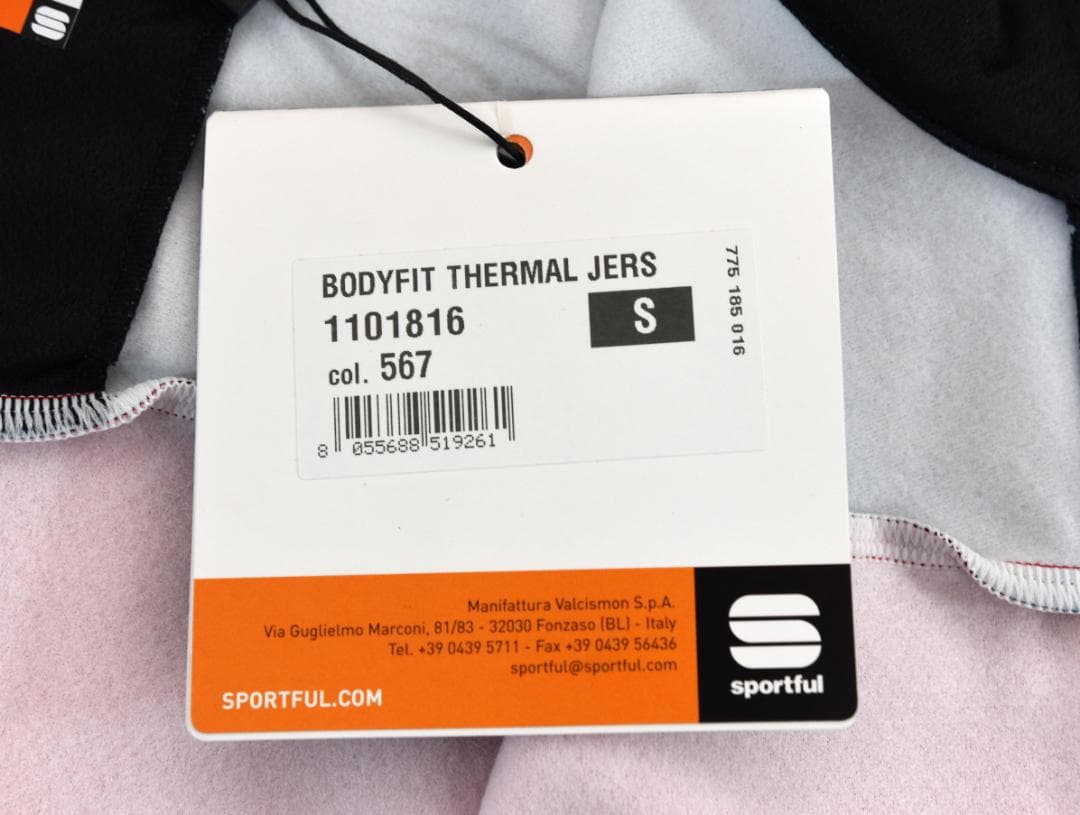 BODYFIT THERMAL JERS
1101816
S
col. 567
8 055688 519261
775 185 016
Manifattura Valcismon S.p.A.
Via Guglielmo Marconi, 81/83 - 32030 Fonzaso (BL) - Italy
Tel. +39 0439 5711 - Fax +39 0439 56436
sportful@sportful.com
SPORTFUL.COM
sportful